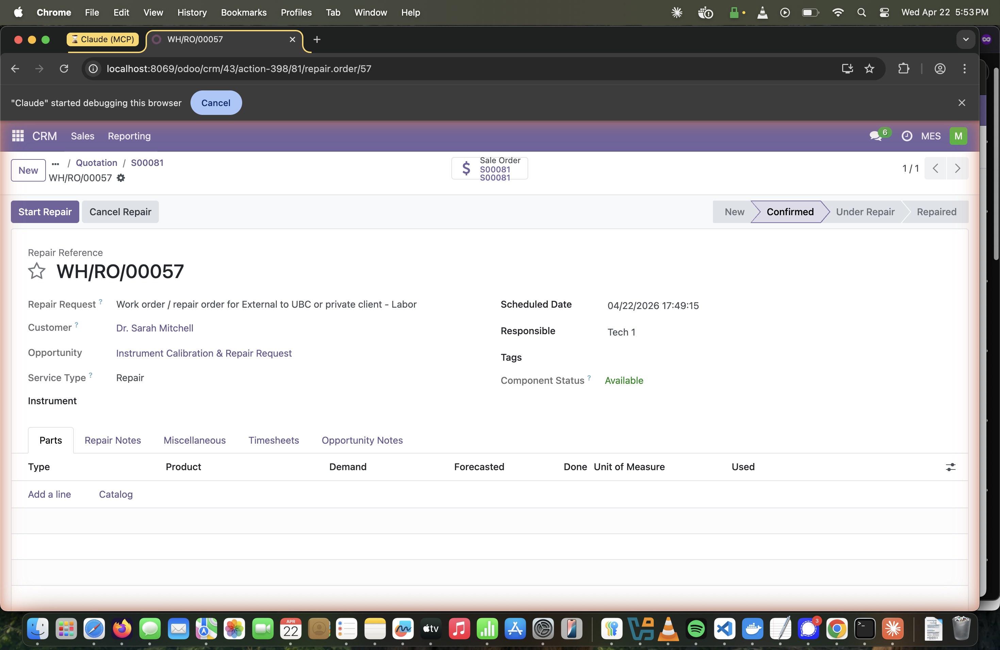 Chrome File Edit View History Bookmarks Profiles Tab Window Help Wed Apr 22 5:53 PM
Claude (MCP) WH/RO/00057
localhost:8069/odoo/crm/43/action-398/81/repair.order/57
"Claude" started debugging this browser Cancel
CRM Sales Reporting 6 MES M
New ... / Quotation / S00081
WH/RO/00057
Sale Order
S00081
S00081
1 / 1
Start Repair Cancel Repair New Confirmed Under Repair Repaired
Repair Reference
WH/RO/00057
Repair Request ? Work order / repair order for External to UBC or private client - Labor
Customer ? Dr. Sarah Mitchell
Opportunity Instrument Calibration & Repair Request
Service Type ? Repair
Instrument
Scheduled Date 04/22/2026 17:49:15
Responsible Tech 1
Tags
Component Status ? Available
Parts Repair Notes Miscellaneous Timesheets Opportunity Notes
Type Product Demand Forecasted Done Unit of Measure Used
Add a line Catalog
APR
22
tv
3